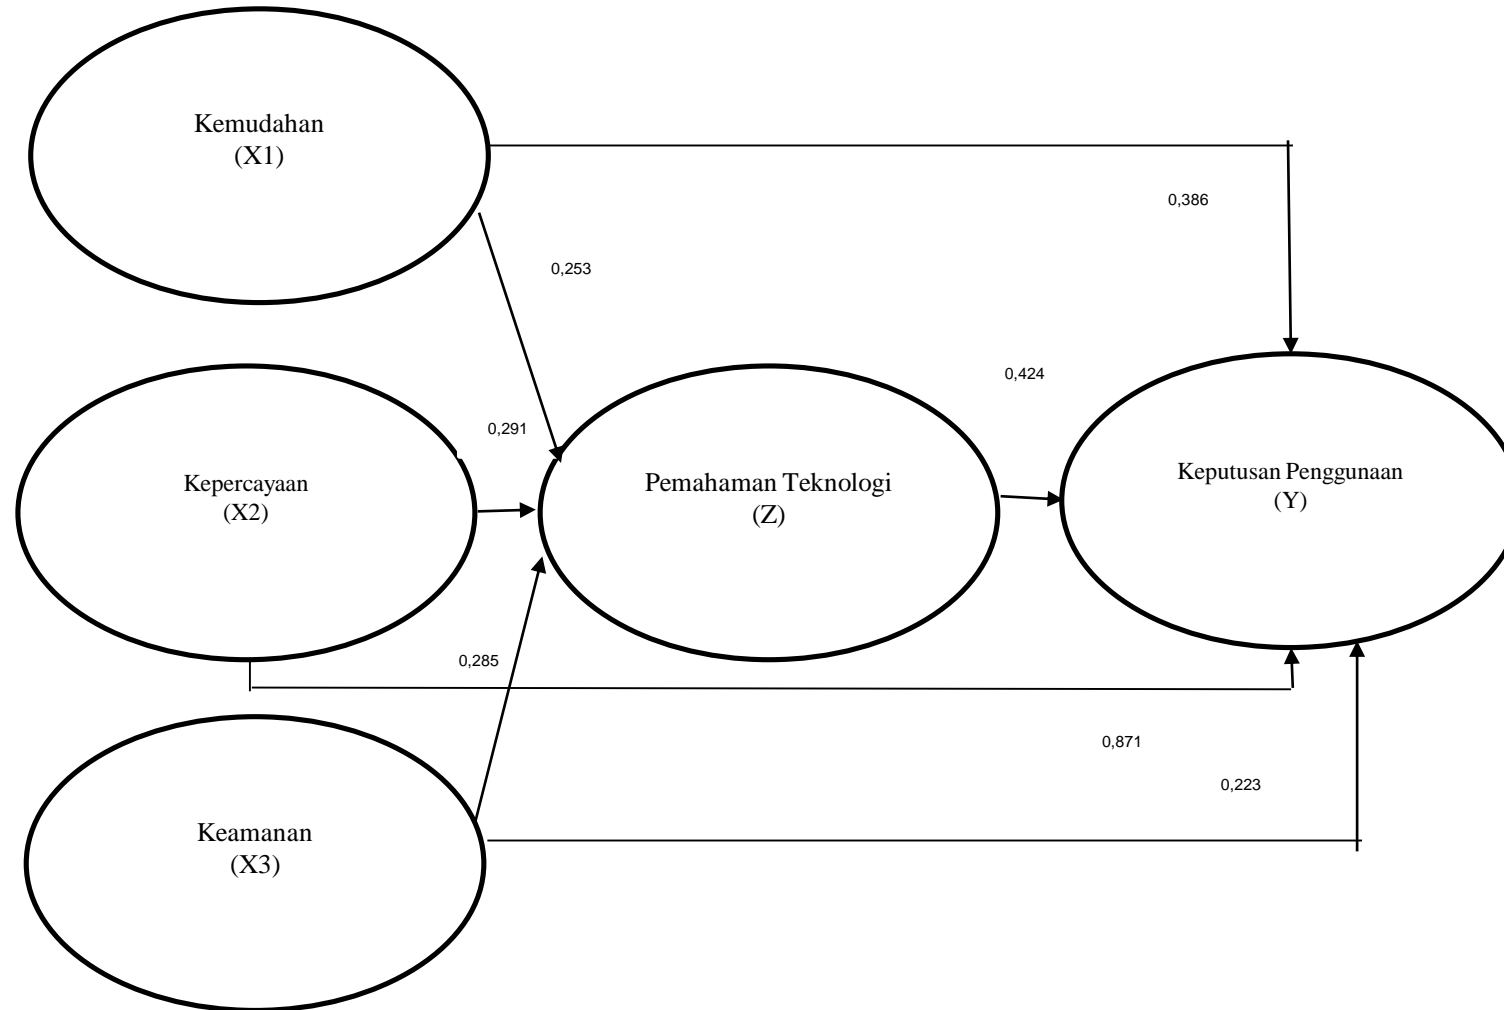 Kemudahan
(X1)
0,386
0,253
0,424
0,291
Kepercayaan
(X2)
Pemahaman Teknologi
(Z)
Keputusan Penggunaan
(Y)
0,285
0,871
0,223
Keamanan
(X3)